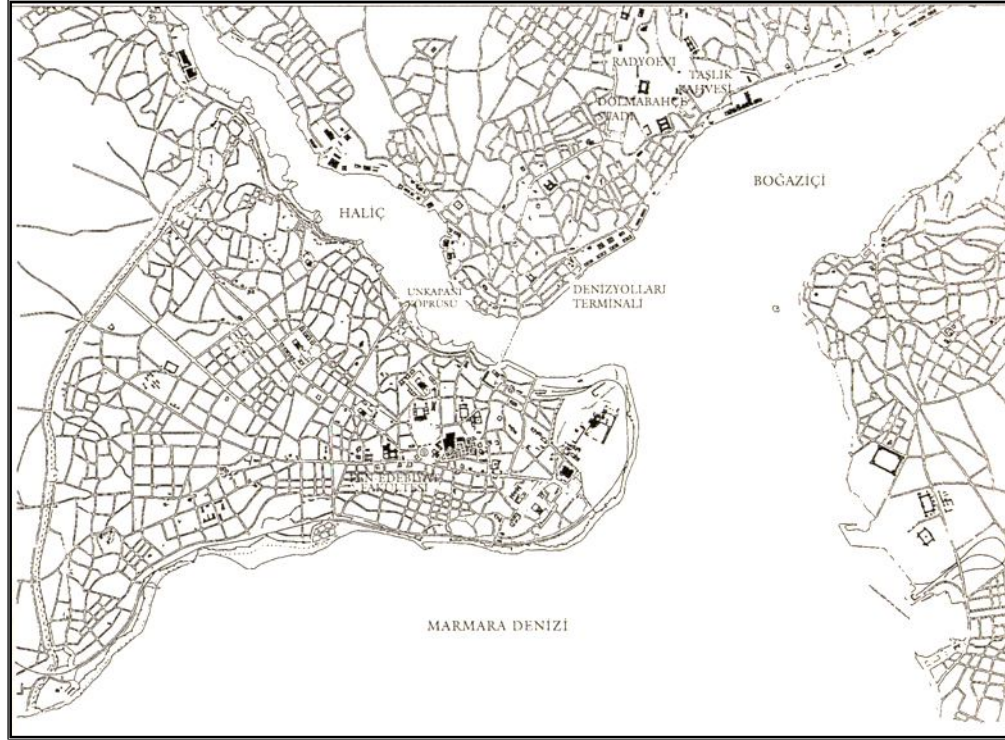 RADYOEVİ
TAŞLIK
KAHVESİ
DOLMABAHÇE
STADI
BOĞAZİÇİ
HALİÇ
UNKAPANI
KÖPRÜSÜ
DENİZYOLLARI
TERMİNALİ
FEN EDEBİYAT
FAKÜLTESİ
MARMARA DENİZİ